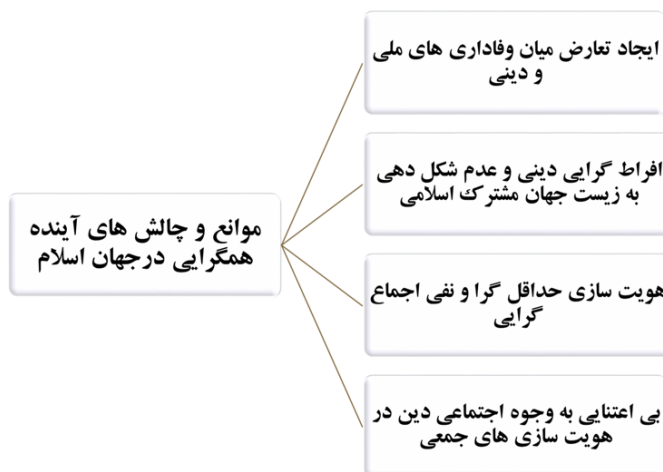 موانع و چالش های آینده
همگرایی درجهان اسلام
ایجاد تعارض میان وفاداری های ملی
و دینی
افراط گرایی دینی و عدم شکل دهی
به زیست جهان مشترک اسلامی
هویت سازی حداقل گرا و نفی اجماع
گرایی
بی اعتنایی به وجوه اجتماعی دین در
هویت سازی های جمعی